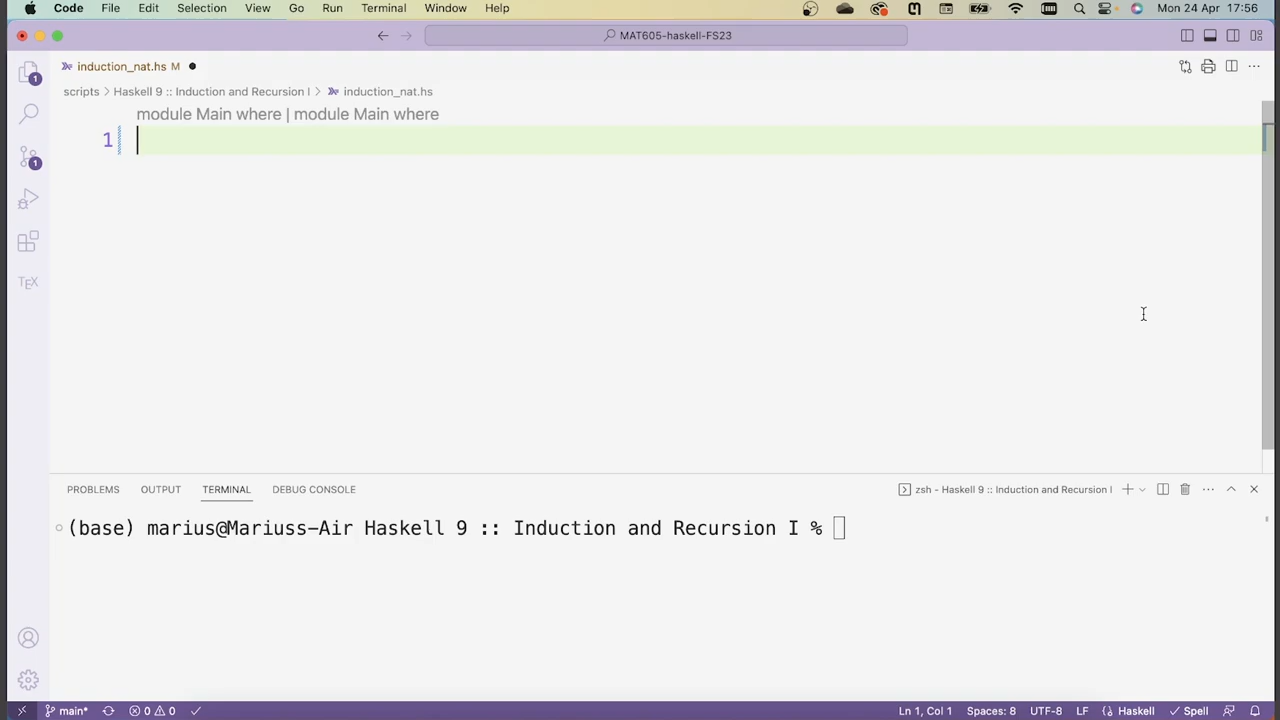 Code File Edit Selection View Go Run Terminal Window Help Mon 24 Apr 17:56
MAT605-haskell-FS23
induction_nat.hs M
scripts > Haskell 9 :: Induction and Recursion I > induction_nat.hs
module Main where | module Main where
1
1
1
TEX
PROBLEMS OUTPUT TERMINAL DEBUG CONSOLE zsh - Haskell 9 :: Induction and Recursion I
(base) marius@Mariuss-Air Haskell 9 :: Induction and Recursion I %
main* 0 0 Ln 1, Col 1 Spaces: 8 UTF-8 LF Haskell Spell